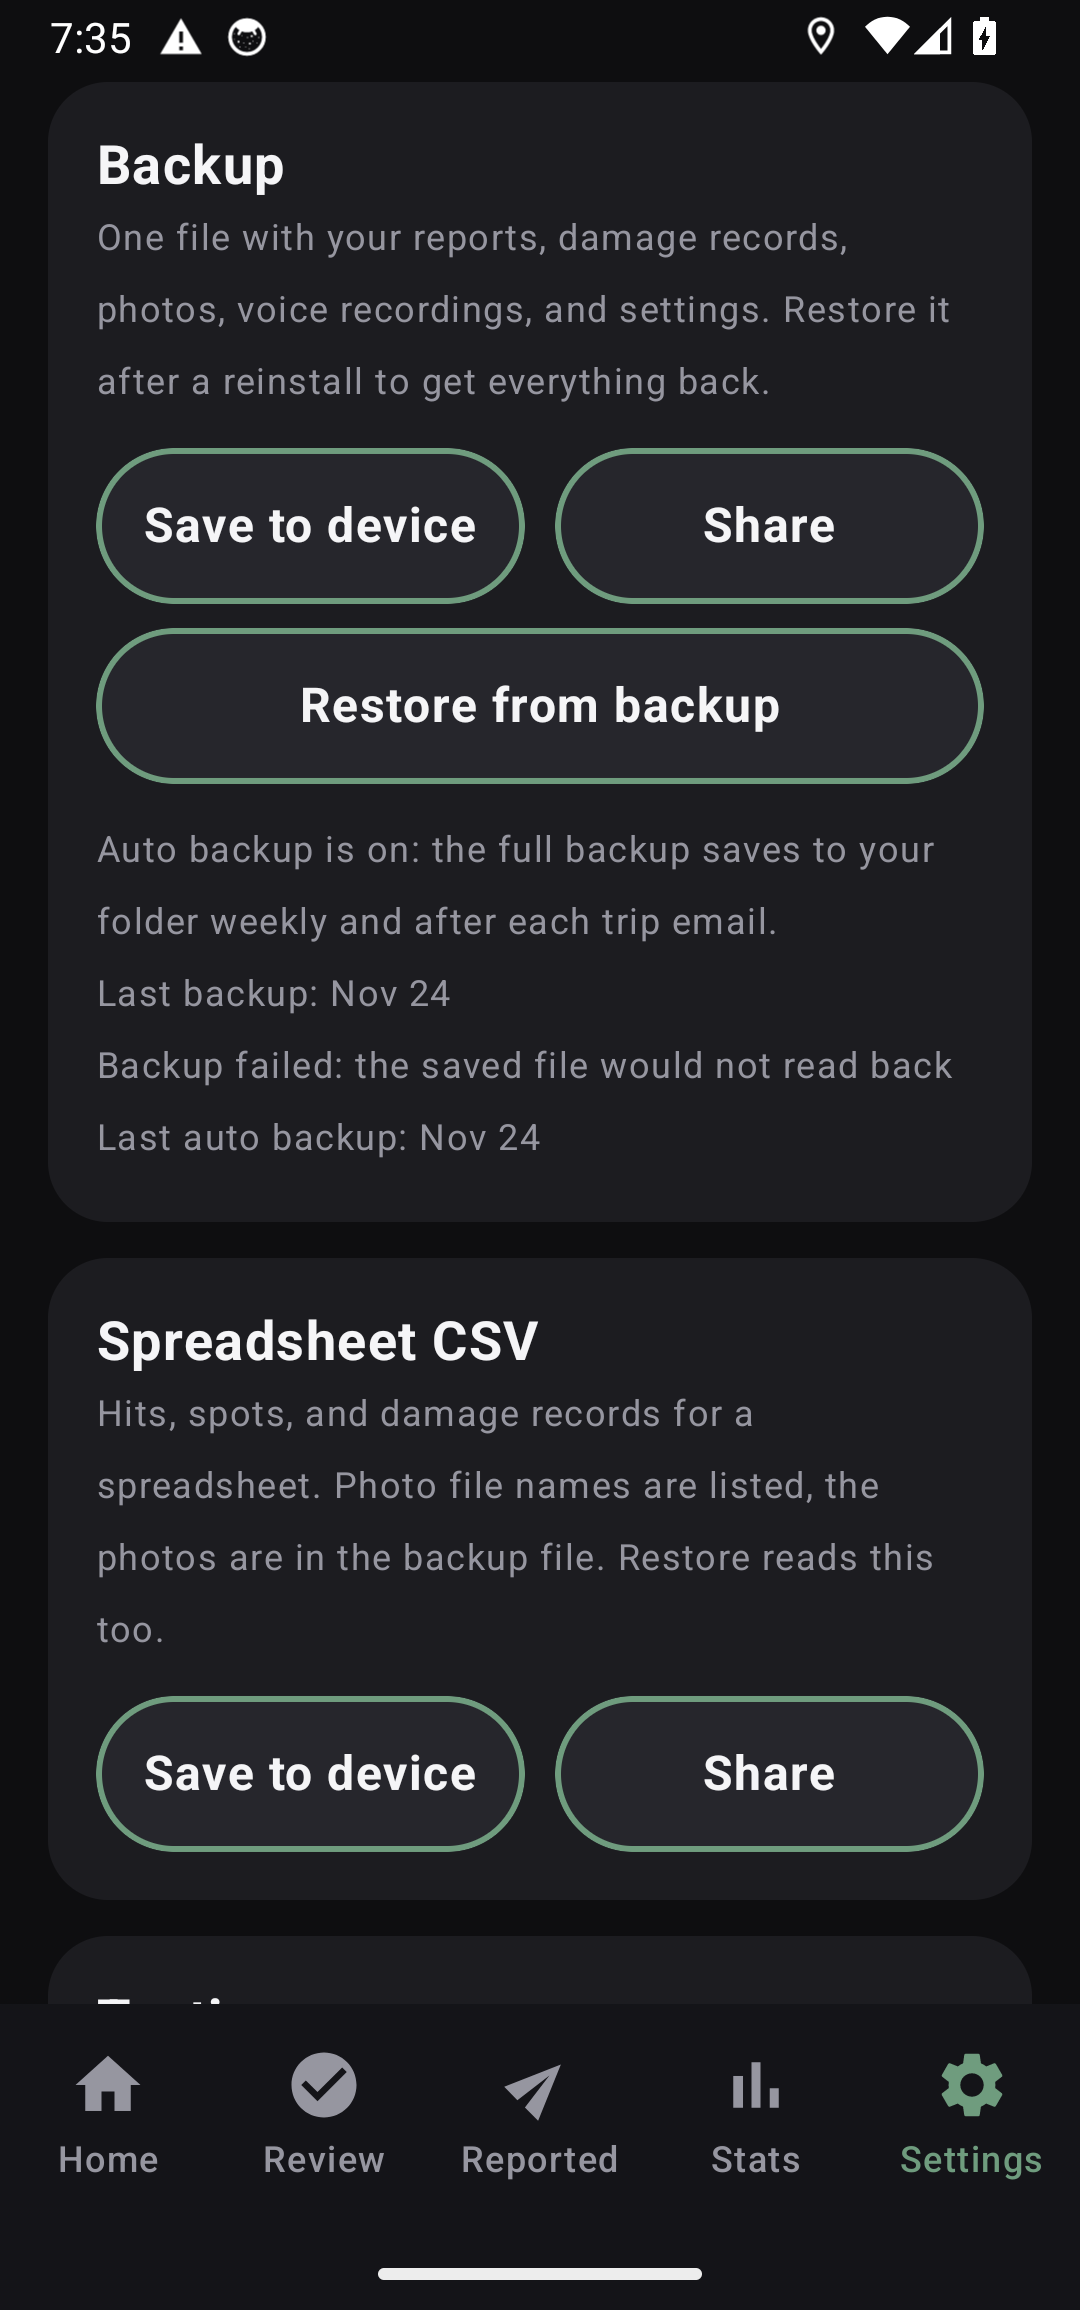 7:35
Backup
One file with your reports, damage records,
photos, voice recordings, and settings. Restore it
after a reinstall to get everything back.
Save to device
Share
Restore from backup
Auto backup is on: the full backup saves to your
folder weekly and after each trip email.
Last backup: Nov 24
Backup failed: the saved file would not read back
Last auto backup: Nov 24
Spreadsheet CSV
Hits, spots, and damage records for a
spreadsheet. Photo file names are listed, the
photos are in the backup file. Restore reads this
too.
Save to device
Share
Home
Review
Reported
Stats
Settings